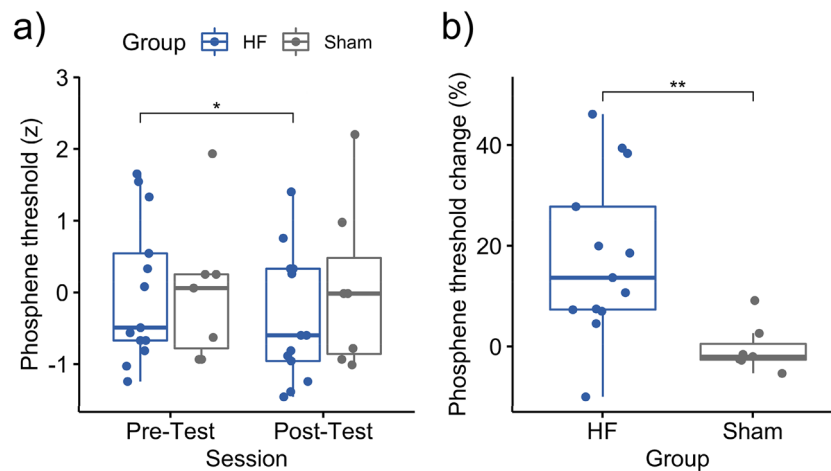 a)
Group HF Sham
Phosphene threshold (z)
3
2
1
0
-1
*
Pre-Test Post-Test
Session
b)
Phosphene threshold change (%)
40
20
0
**
HF Sham
Group